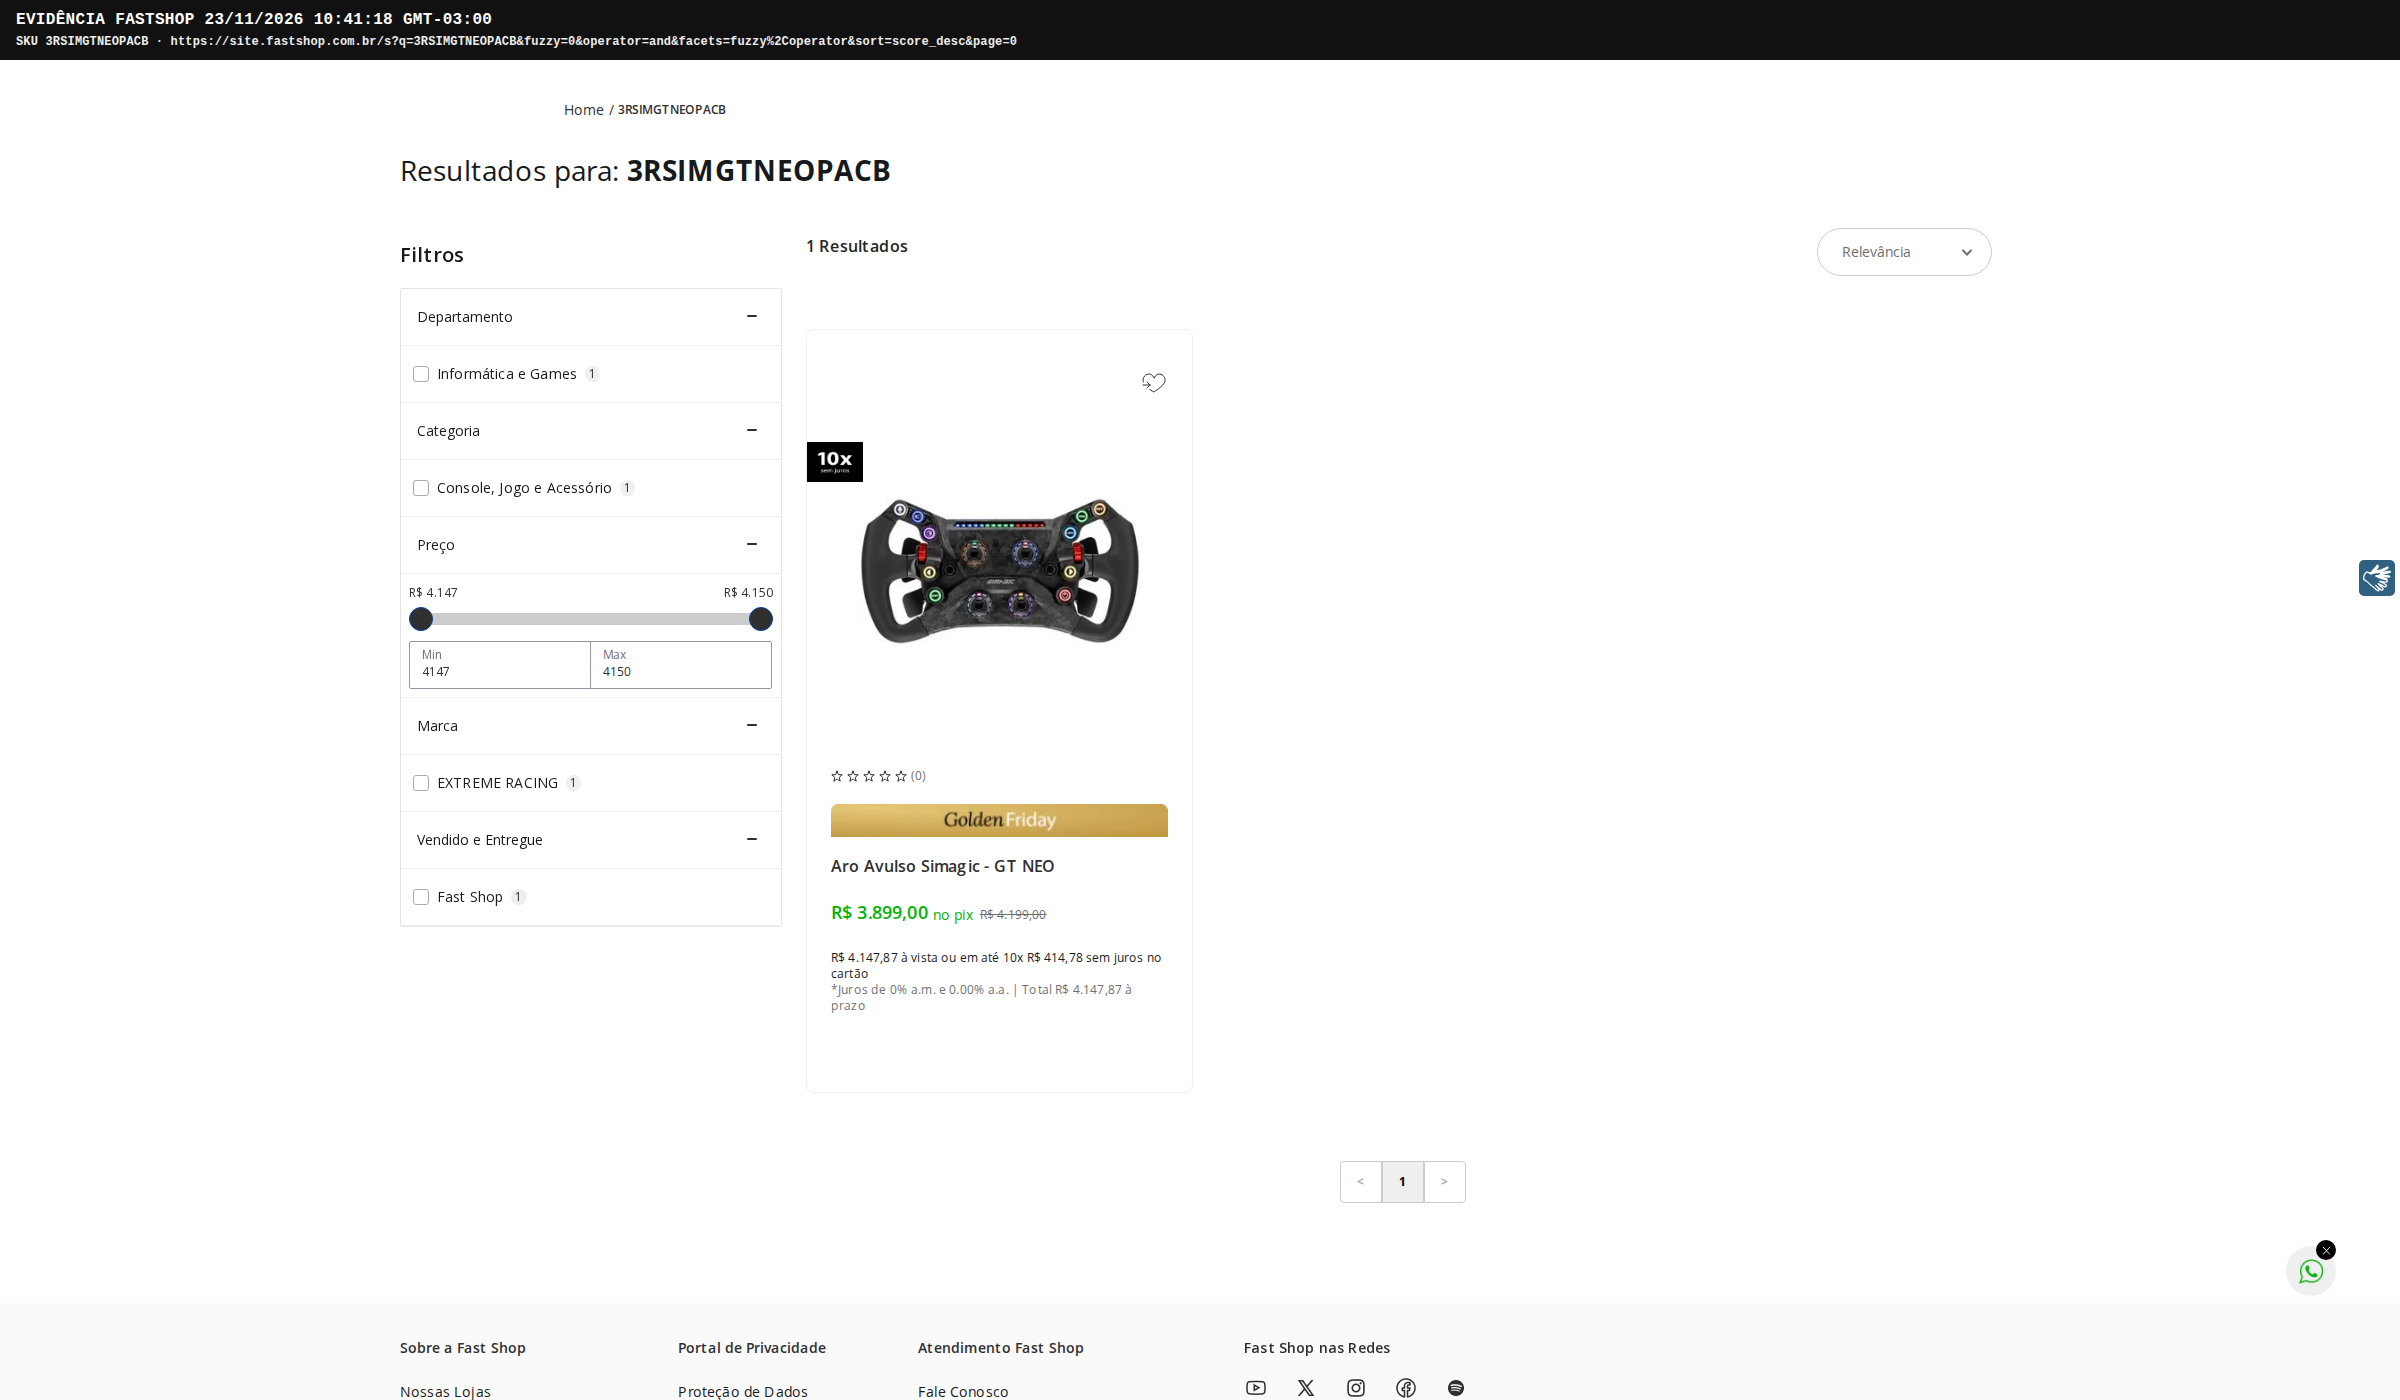 EVIDÊNCIA FASTSHOP 23/11/2026 10:41:18 GMT-03:00
SKU 3RSIMGTNEOPACB · https://site.fastshop.com.br/s?q=3RSIMGTNEOPACB&fuzzy=0&operator=and&facets=fuzzy%2Coperator&sort=score_desc&page=0
Home / 3RSIMGTNEOPACB
Resultados para: 3RSIMGTNEOPACB
Filtros
1 Resultados
Relevância
Departamento
Informática e Games 1
Categoria
Console, Jogo e Acessório 1
Preço
R$ 4.147 R$ 4.150
Min Max
4147 4150
Marca
EXTREME RACING 1
Vendido e Entregue
Fast Shop 1
10x
sem juros
SIMAGIC
(0)
Golden Friday
Aro Avulso Simagic - GT NEO
R$ 3.899,00 no pix R$ 4.199,00
R$ 4.147,87 à vista ou em até 10x R$ 414,78 sem juros no
cartão
*Juros de 0% a.m. e 0.00% a.a. | Total R$ 4.147,87 à
prazo
< 1 >
Sobre a Fast Shop Portal de Privacidade Atendimento Fast Shop Fast Shop nas Redes
Nossas Lojas Proteção de Dados Fale Conosco